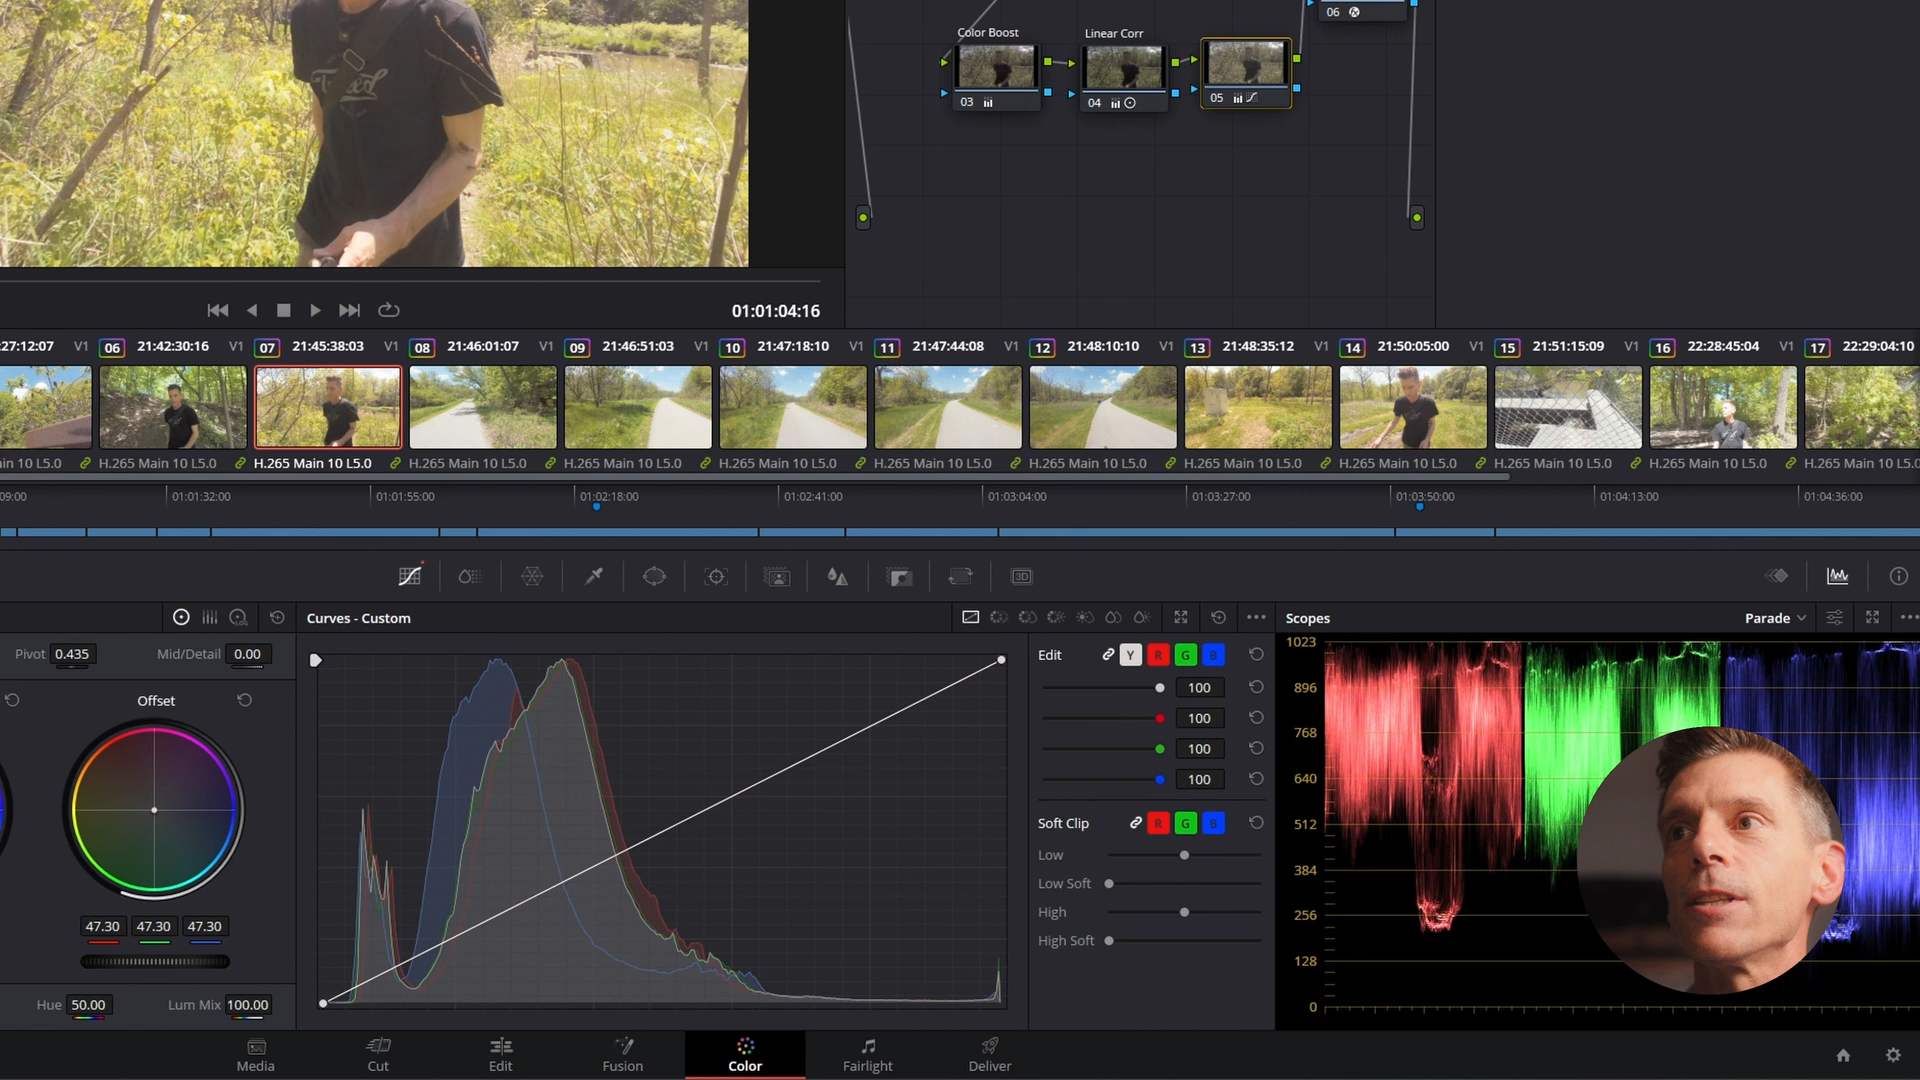 06
Color Boost
Linear Corr
03
04
05
01:01:04:16
27:12:07
V1
06
21:42:30:16
V1
07
21:45:38:03
V1
08
21:46:01:07
V1
09
21:46:51:03
V1
10
21:47:18:10
V1
11
21:47:44:08
V1
12
21:48:10:10
V1
13
21:48:35:12
V1
14
21:50:05:00
V1
15
21:51:15:09
V1
16
22:28:45:04
V1
17
22:29:04:10
in 10 L5.0
H.265 Main 10 L5.0
H.265 Main 10 L5.0
H.265 Main 10 L5.0
H.265 Main 10 L5.0
H.265 Main 10 L5.0
H.265 Main 10 L5.0
H.265 Main 10 L5.0
H.265 Main 10 L5.0
H.265 Main 10 L5.0
H.265 Main 10 L5.0
H.265 Main 10 L5.0
H.265 Main 10 L5.0
09:00
01:01:32:00
01:01:55:00
01:02:18:00
01:02:41:00
01:03:04:00
01:03:27:00
01:03:50:00
01:04:13:00
01:04:36:00
3D
LOG
Curves - Custom
Scopes
Parade
Pivot 0.435
Mid/Detail 0.00
Offset
47.30 47.30 47.30
Hue 50.00
Lum Mix 100.00
Edit
Y R G B
100
100
100
100
Soft Clip
R G B
Low
Low Soft
High
High Soft
1023
896
768
640
512
384
256
128
0
Media
Cut
Edit
Fusion
Color
Fairlight
Deliver